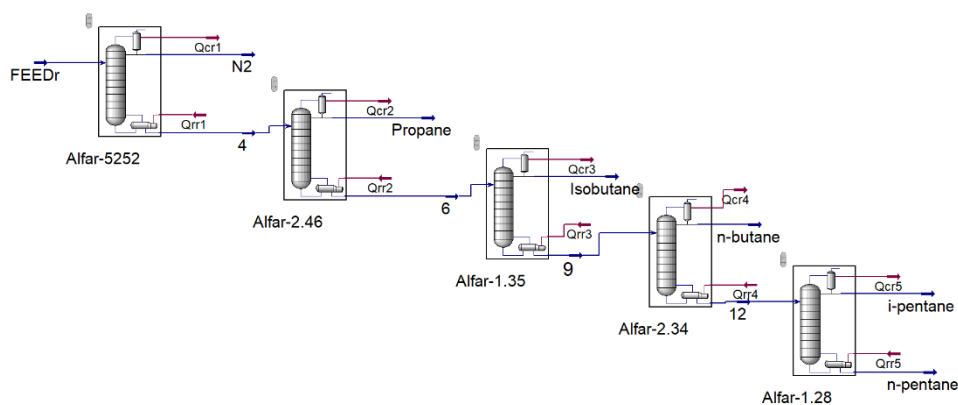 Qcr1
N2
FEEDr
Qrr1
4
Alfar-5252
Qcr2
Propane
Qrr2
6
Alfar-2.46
Qcr3
Isobutane
Qrr3
9
Alfar-1.35
Qcr4
n-butane
Qrr4
12
Alfar-2.34
Qcr5
i-pentane
Qrr5
n-pentane
Alfar-1.28